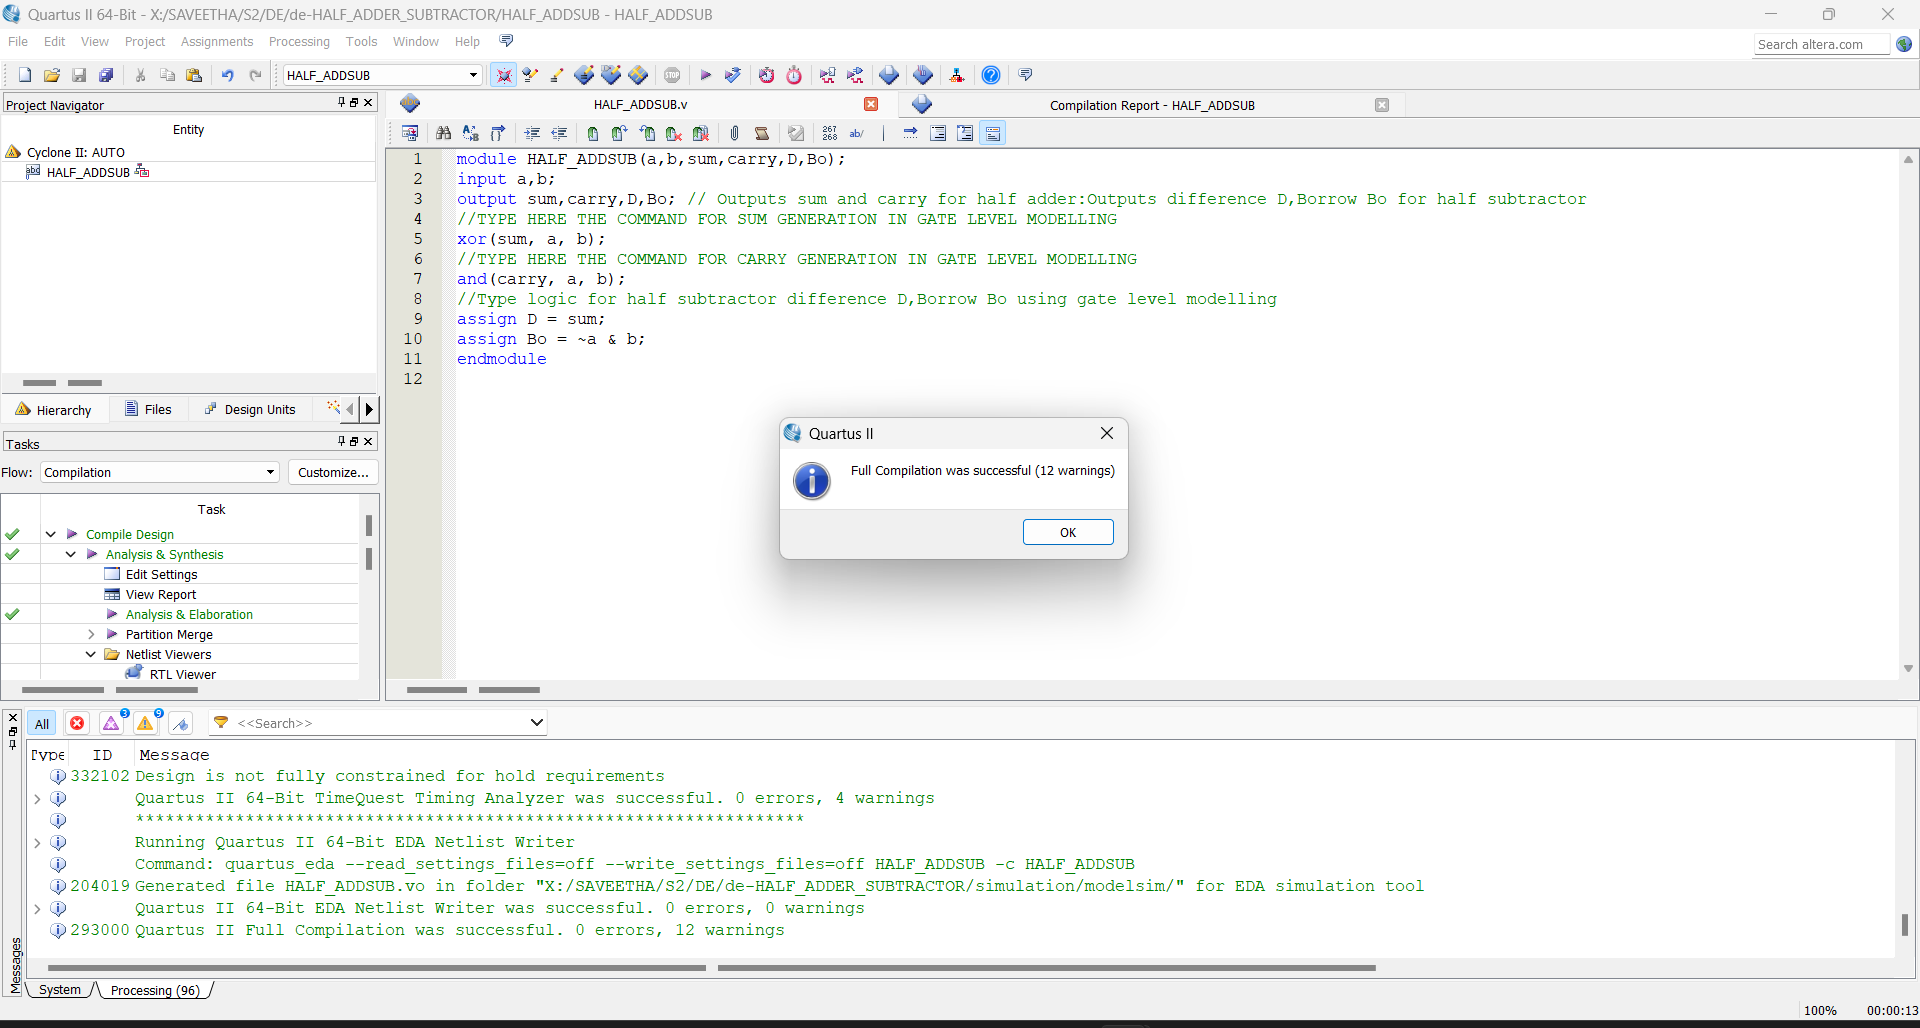 Quartus II 64-Bit - X:/SAVEETHA/S2/DE/de-HALF_ADDER_SUBTRACTOR/HALF_ADDSUB - HALF_ADDSUB
File Edit View Project Assignments Processing Tools Window Help
Search altera.com
HALF_ADDSUB
STOP
Project Navigator
HALF_ADDSUB.v
Compilation Report - HALF_ADDSUB
Entity
267
268
ab/
Cyclone II: AUTO
abd HALF_ADDSUB
1 module HALF_ADDSUB(a,b,sum,carry,D,Bo);
2 input a,b;
3 output sum,carry,D,Bo; // Outputs sum and carry for half adder:Outputs difference D,Borrow Bo for half subtractor
4 //TYPE HERE THE COMMAND FOR SUM GENERATION IN GATE LEVEL MODELLING
5 xor(sum, a, b);
6 //TYPE HERE THE COMMAND FOR CARRY GENERATION IN GATE LEVEL MODELLING
7 and(carry, a, b);
8 //Type logic for half subtractor difference D,Borrow Bo using gate level modelling
9 assign D = sum;
10 assign Bo = ~a & b;
11 endmodule
12
Hierarchy Files Design Units
Tasks
Flow: Compilation Customize...
Task
Compile Design
Analysis & Synthesis
Edit Settings
View Report
Analysis & Elaboration
Partition Merge
Netlist Viewers
RTL Viewer
Quartus II
Full Compilation was successful (12 warnings)
OK
All 3 9 <<Search>>
Type ID Message
332102 Design is not fully constrained for hold requirements
Quartus II 64-Bit TimeQuest Timing Analyzer was successful. 0 errors, 4 warnings
*******************************************************************
Running Quartus II 64-Bit EDA Netlist Writer
Command: quartus_eda --read_settings_files=off --write_settings_files=off HALF_ADDSUB -c HALF_ADDSUB
204019 Generated file HALF_ADDSUB.vo in folder "X:/SAVEETHA/S2/DE/de-HALF_ADDER_SUBTRACTOR/simulation/modelsim/" for EDA simulation tool
Quartus II 64-Bit EDA Netlist Writer was successful. 0 errors, 0 warnings
293000 Quartus II Full Compilation was successful. 0 errors, 12 warnings
Messages
System Processing (96)
100% 00:00:13